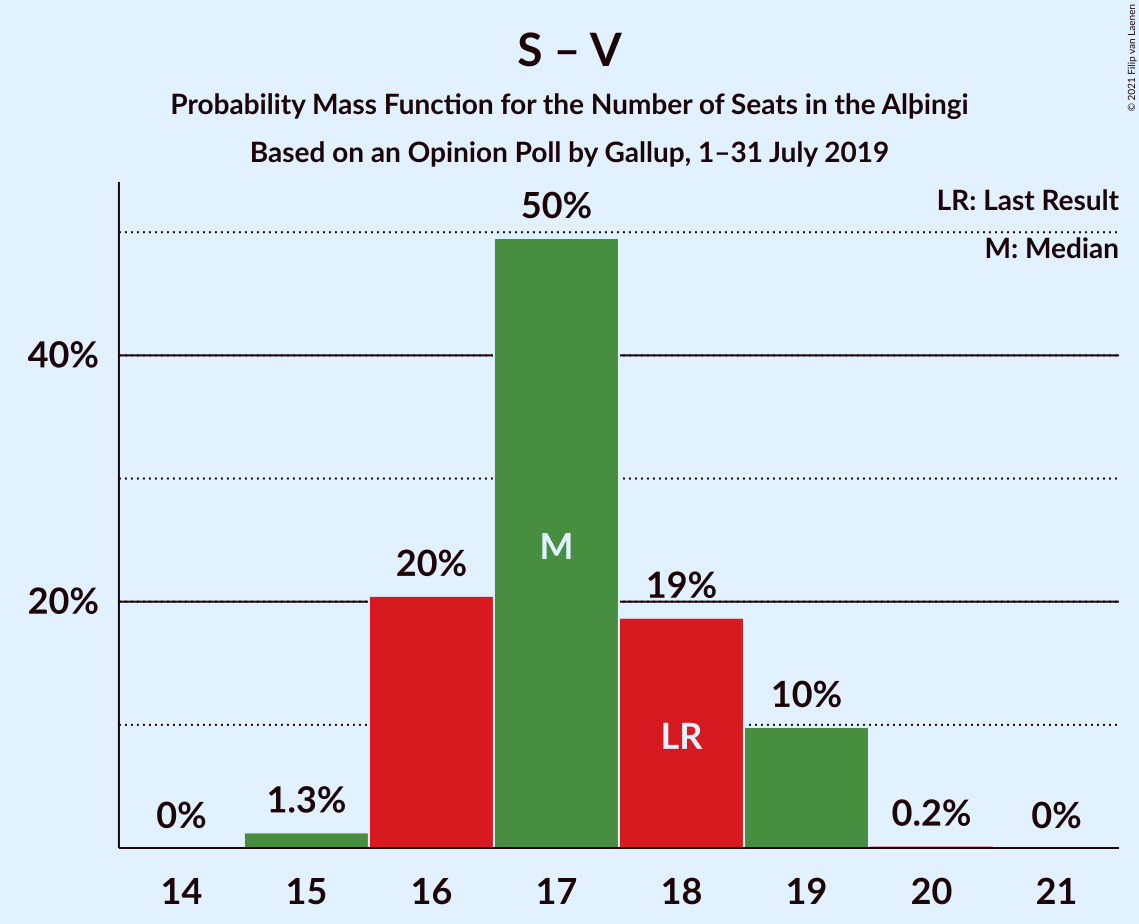 S – V
Probability Mass Function for the Number of Seats in the Alþingi
Based on an Opinion Poll by Gallup, 1–31 July 2019
© 2021 Filip van Laenen
LR: Last Result
M: Median
50%
40%
M
20%
19%
20%
10%
LR
0%
1.3%
0.2%
0%
14 15 16 17 18 19 20 21